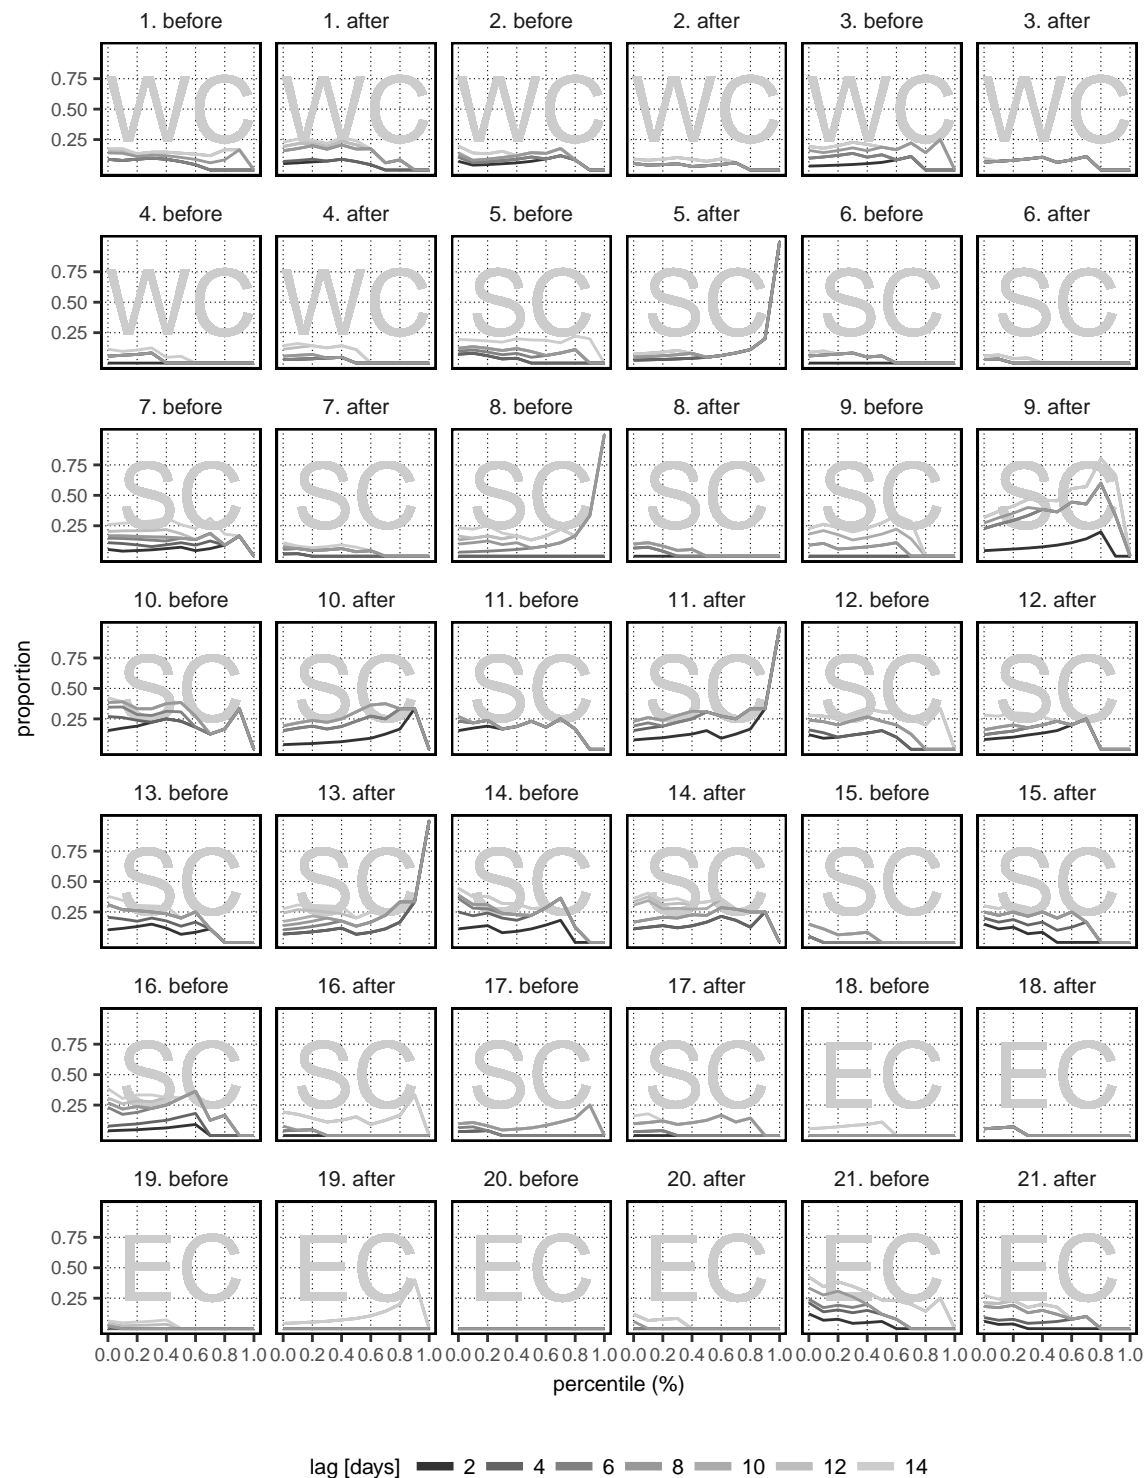 1. before 1. after 2. before 2. after 3. before 3. after
WC WC WC WC WC WC
0.75
0.50
0.25
4. before 4. after 5. before 5. after 6. before 6. after
WC WC SC SC SC SC
0.75
0.50
0.25
7. before 7. after 8. before 8. after 9. before 9. after
SC SC SC SC SC SC
0.75
0.50
0.25
10. before 10. after 11. before 11. after 12. before 12. after
SC SC SC SC SC SC
0.75
0.50
0.25
proportion
13. before 13. after 14. before 14. after 15. before 15. after
SC SC SC SC SC SC
0.75
0.50
0.25
16. before 16. after 17. before 17. after 18. before 18. after
SC SC SC SC EC EC
0.75
0.50
0.25
19. before 19. after 20. before 20. after 21. before 21. after
EC EC EC EC EC EC
0.75
0.50
0.25
0.0 0.2 0.4 0.6 0.8 1.0 0.0 0.2 0.4 0.6 0.8 1.0 0.0 0.2 0.4 0.6 0.8 1.0 0.0 0.2 0.4 0.6 0.8 1.0 0.0 0.2 0.4 0.6 0.8 1.0 0.0 0.2 0.4 0.6 0.8 1.0
percentile (%)
lag [days] 2 4 6 8 10 12 14